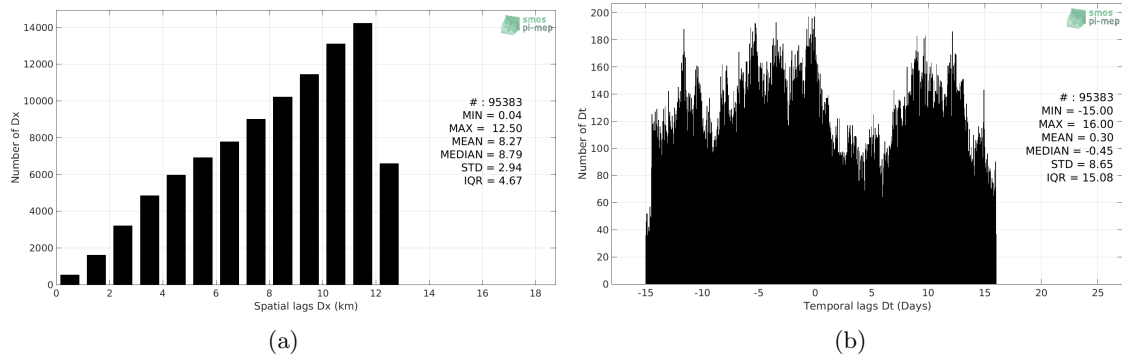 14000
12000
10000
8000
6000
4000
2000
0
Number of Dx
0 2 4 6 8 10 12 14 16 18
Spatial lags Dx (km)
smos
pi-mep
# : 95383
MIN = 0.04
MAX = 12.50
MEAN = 8.27
MEDIAN = 8.79
STD = 2.94
IQR = 4.67
(a)
200
180
160
140
120
100
80
60
40
20
0
Number of Dt
-15 -10 -5 0 5 10 15 20 25
Temporal lags Dt (Days)
smos
pi-mep
# : 95383
MIN = -15.00
MAX = 16.00
MEAN = 0.30
MEDIAN = -0.45
STD = 8.65
IQR = 15.08
(b)